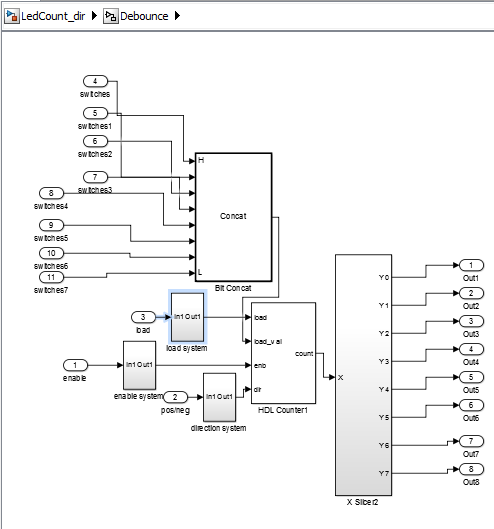 LedCount_dir Debounce
4
switches
5
switches1
6
switches2
7
switches3
8
switches4
9
switches5
10
switches6
11
switches7
H
Concat
L
Bit Concat
3
load
In1 Out1
load system
1
enable
In1 Out1
enable system
2
pos/neg
In1 Out1
direction system
load
load_val
enb
dir
count
HDL Counter1
X
Y0
Y1
Y2
Y3
Y4
Y5
Y6
Y7
X Slicer2
1
Out1
2
Out2
3
Out3
4
Out4
5
Out5
6
Out6
7
Out7
8
Out8